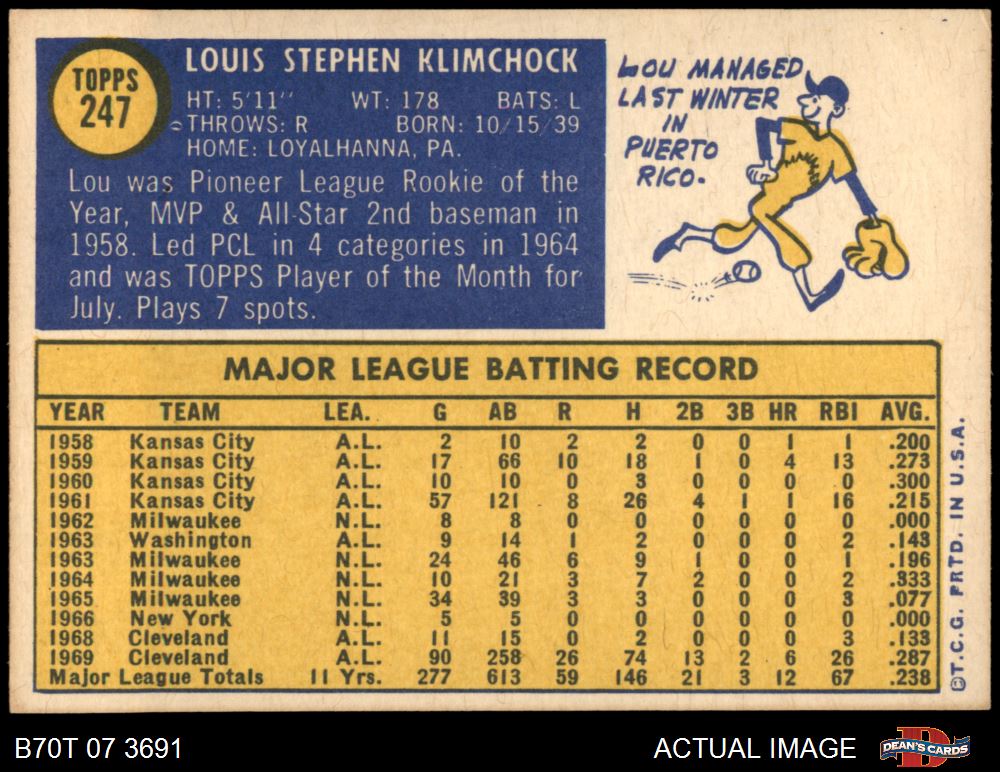 TOPPS
247
LOUIS STEPHEN KLIMCHOCK
HT: 5'11" WT: 178 BATS: L
THROWS: R BORN: 10/15/39
HOME: LOYALHANNA, PA.
Lou was Pioneer League Rookie of the
Year, MVP & All-Star 2nd baseman in
1958. Led PCL in 4 categories in 1964
and was TOPPS Player of the Month for
July. Plays 7 spots.
LOU MANAGED
LAST WINTER
IN
PUERTO
RICO.
MAJOR LEAGUE BATTING RECORD
YEAR TEAM LEA. G AB R H 2B 3B HR RBI AVG.
1958 Kansas City A.L. 2 10 2 2 0 0 1 1 .200
1959 Kansas City A.L. 17 66 10 18 1 0 4 13 .273
1960 Kansas City A.L. 10 10 0 3 0 0 0 0 .300
1961 Kansas City A.L. 57 121 8 26 4 1 1 16 .215
1962 Milwaukee N.L. 8 8 0 0 0 0 0 0 .000
1963 Washington A.L. 9 14 1 2 0 0 0 2 .143
1963 Milwaukee N.L. 24 46 6 9 1 0 0 1 .196
1964 Milwaukee N.L. 10 21 3 7 2 0 0 2 .333
1965 Milwaukee N.L. 34 39 3 3 0 0 0 3 .077
1966 New York N.L. 5 5 0 0 0 0 0 0 .000
1968 Cleveland A.L. 11 15 0 2 0 0 0 3 .133
1969 Cleveland A.L. 90 258 26 74 13 2 6 26 .287
Major League Totals 11 Yrs. 277 613 59 146 21 3 12 67 .238
©T.C.G. PRTD. IN U.S.A.
B70T 07 3691
ACTUAL IMAGE
D
DEAN'S CARDS